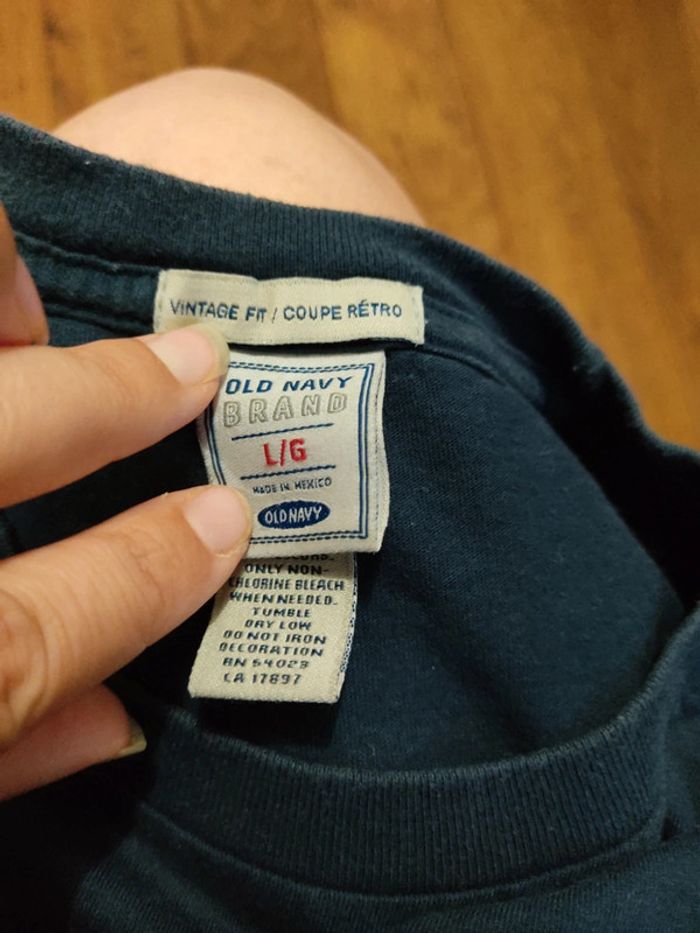 VINTAGE FIT / COUPE RÉTRO
OLD NAVY
BRAND
L/G
MADE IN MEXICO
OLD NAVY
ONLY NON-
CHLORINE BLEACH
WHEN NEEDED.
TUMBLE
DRY LOW
DO NOT IRON
DECORATION
RN 54023
CA 17897